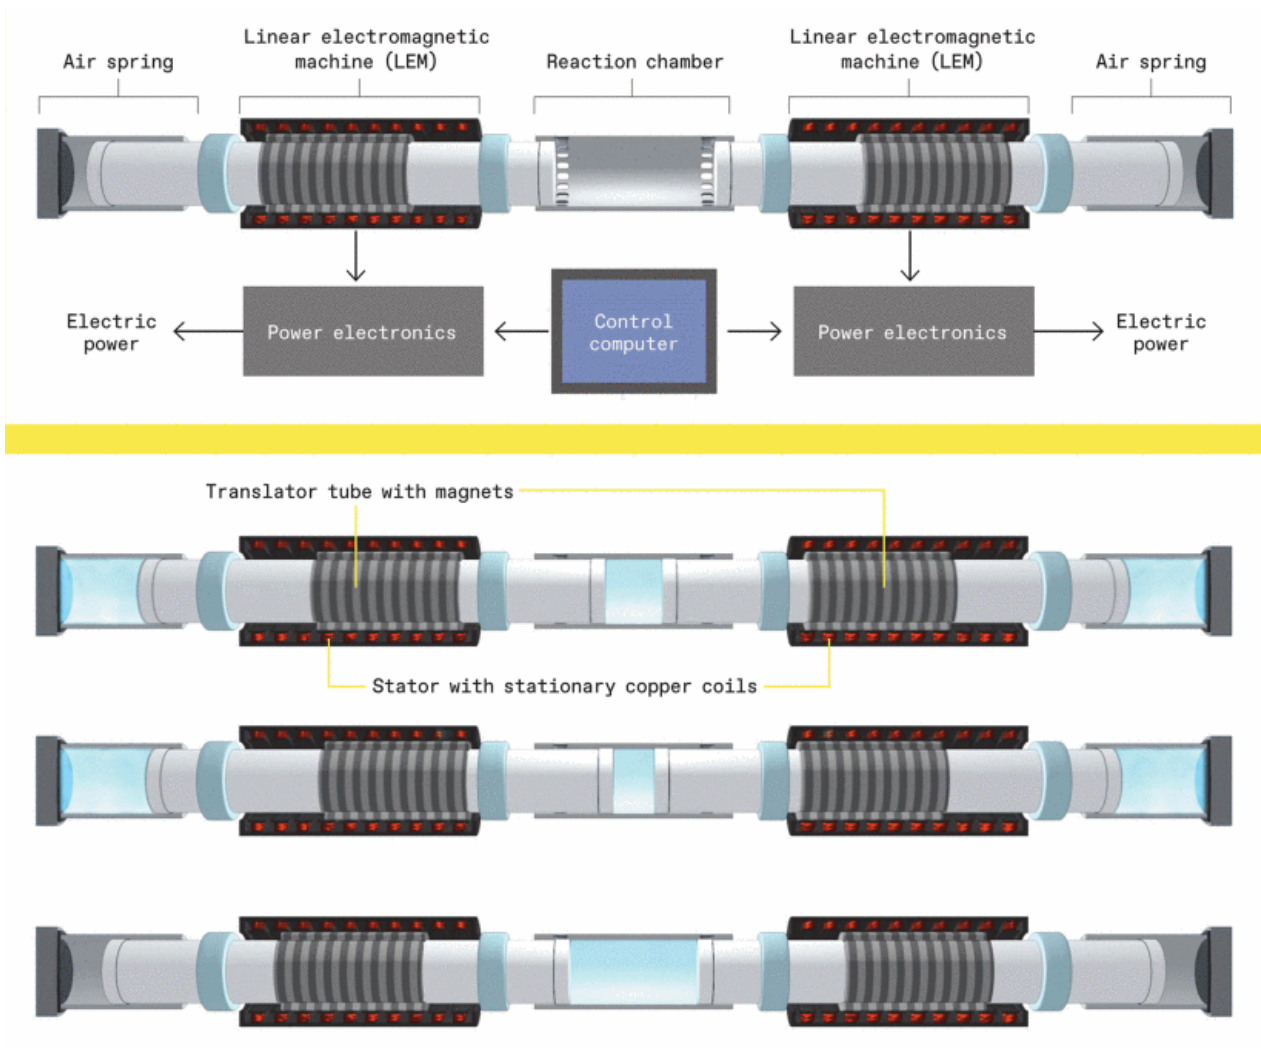 Linear electromagnetic
machine (LEM)
Linear electromagnetic
machine (LEM)
Air spring
Reaction chamber
Air spring
Electric
power
Power electronics
Control
computer
Power electronics
Electric
power
Translator tube with magnets
Stator with stationary copper coils